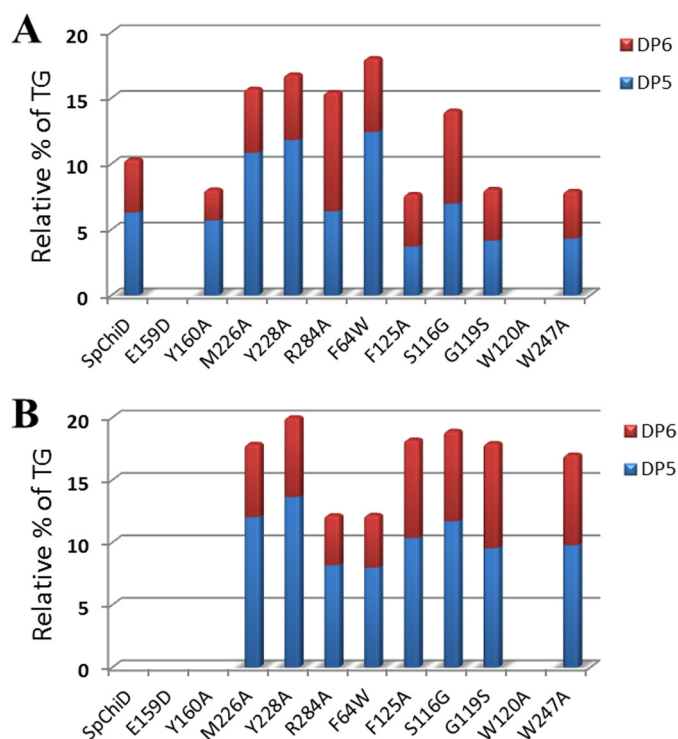 A
20
15
10
5
0
Relative % of TG
DP6
DP5
SpChiD
E159D
Y160A
M226A
Y228A
R284A
F64W
F125A
S116G
G119S
W120A
W247A
B
20
15
10
5
0
Relative % of TG
DP6
DP5
SpChiD
E159D
Y160A
M226A
Y228A
R284A
F64W
F125A
S116G
G119S
W120A
W247A